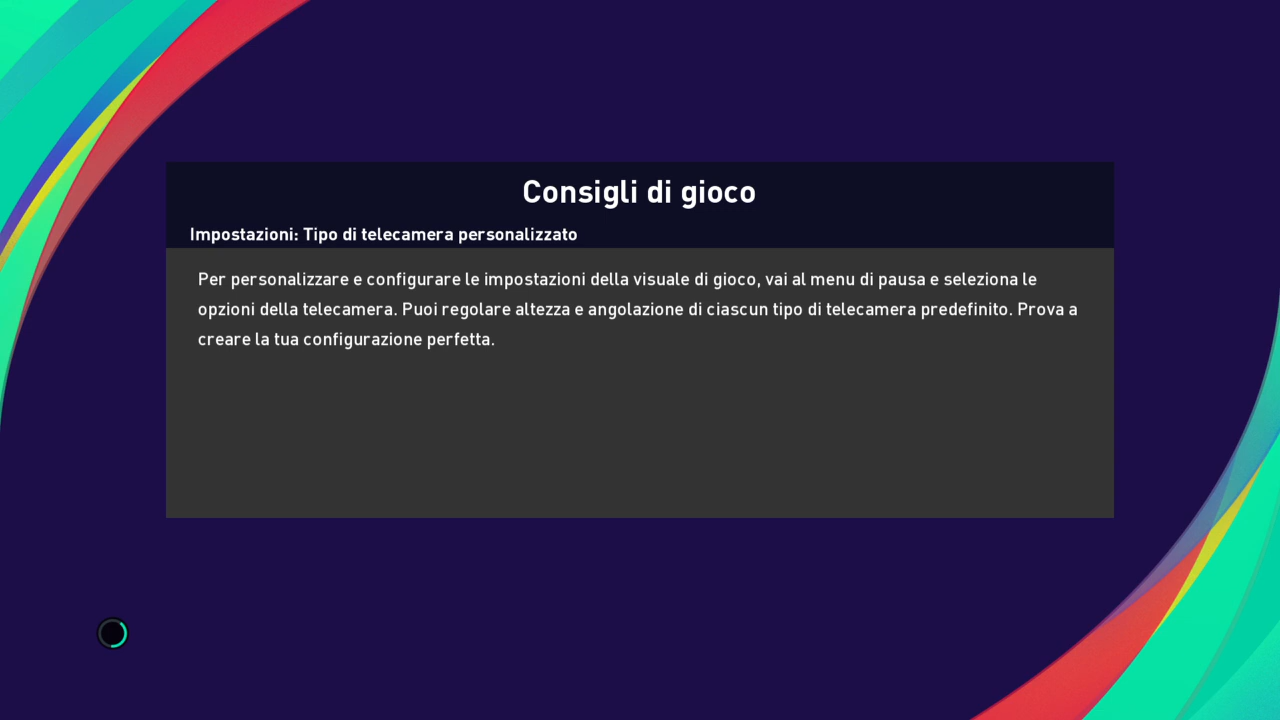 Consigli di gioco
Impostazioni: Tipo di telecamera personalizzato
Per personalizzare e configurare le impostazioni della visuale di gioco, vai al menu di pausa e seleziona le
opzioni della telecamera. Puoi regolare altezza e angolazione di ciascun tipo di telecamera predefinito. Prova a
creare la tua configurazione perfetta.